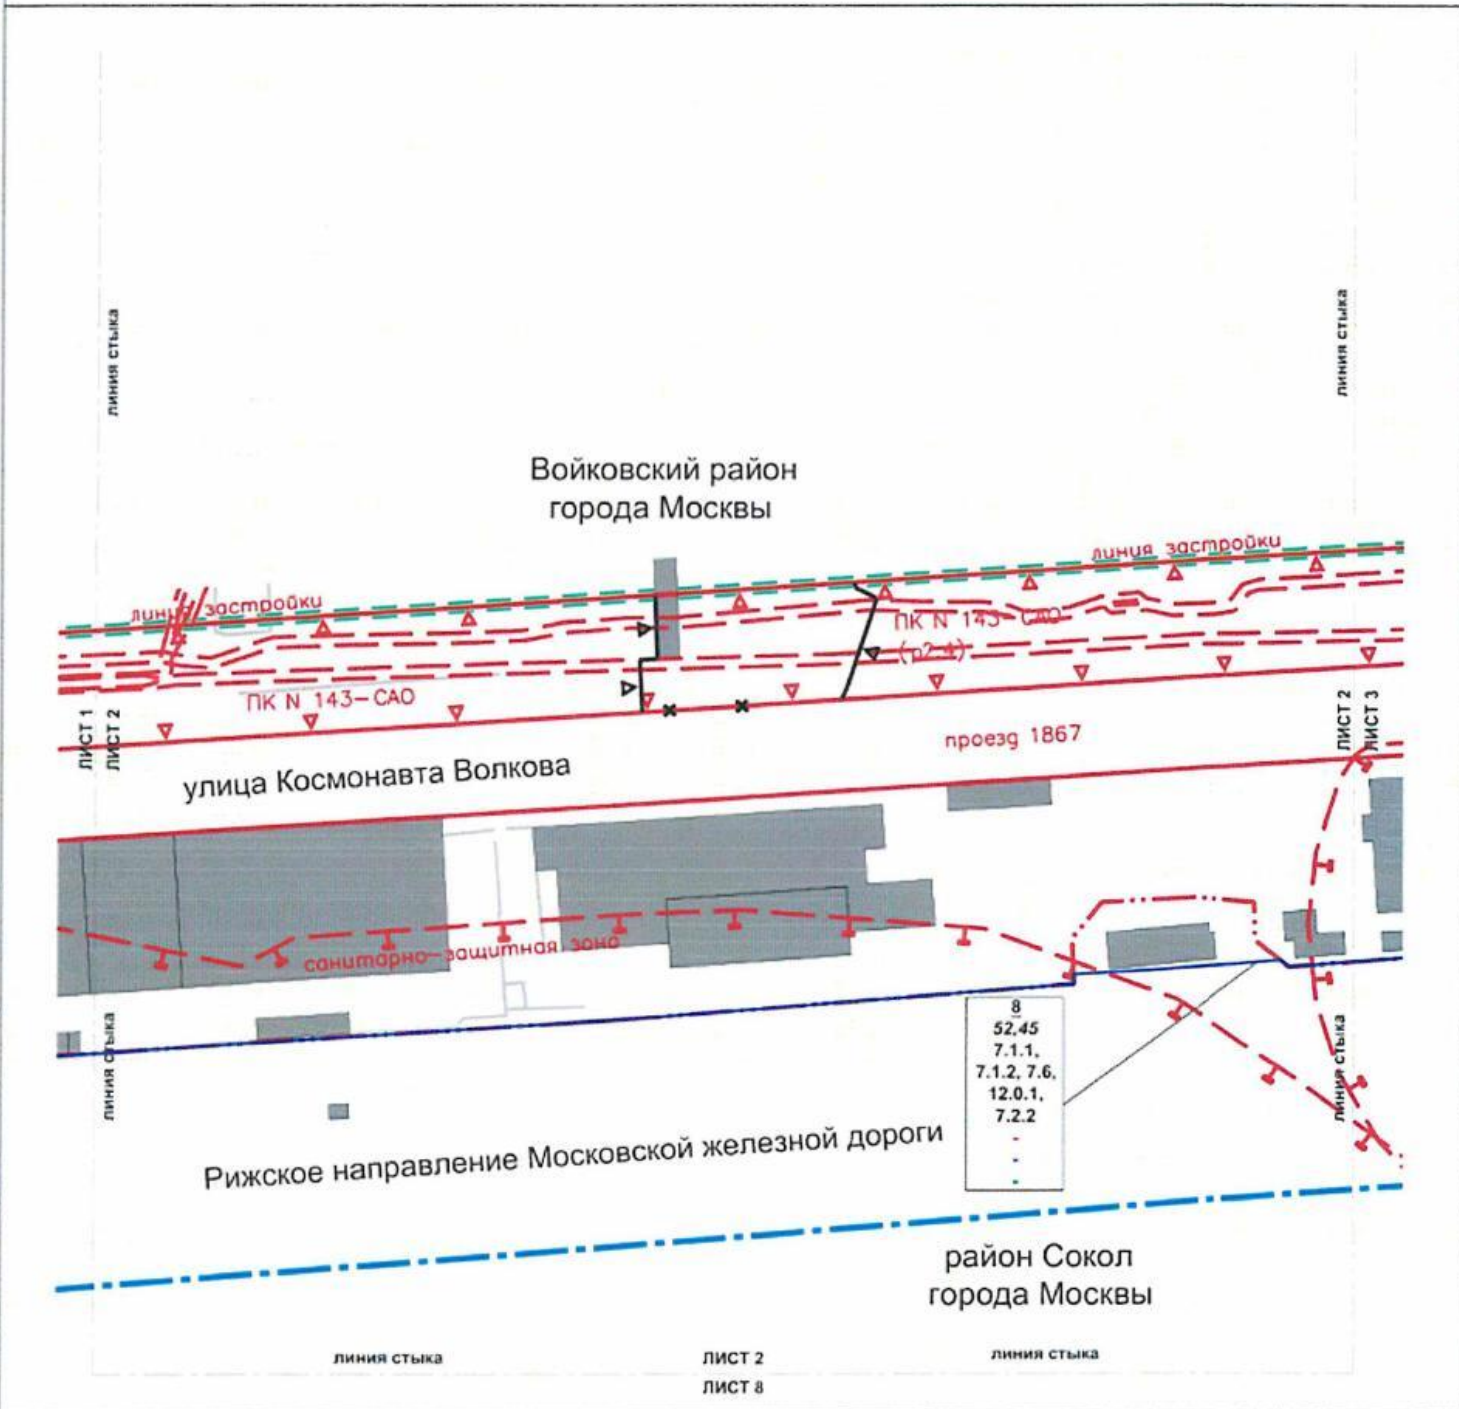 линия стыка
линия стыка
Войковский район
города Москвы
линия застройки
линия застройки
ПК N 143-САО
(р2.4)
ПК N 143-САО
ЛИСТ 1
ЛИСТ 2
ЛИСТ 2
ЛИСТ 3
проезд 1867
улица Космонавта Волкова
санитарно-защитная зона
8
52,45
7.1.1,
7.1.2, 7.6,
12.0.1,
7.2.2
-
-
-
линия стыка
линия стыка
Рижское направление Московской железной дороги
район Сокол
города Москвы
линия стыка
ЛИСТ 2
линия стыка
ЛИСТ 8